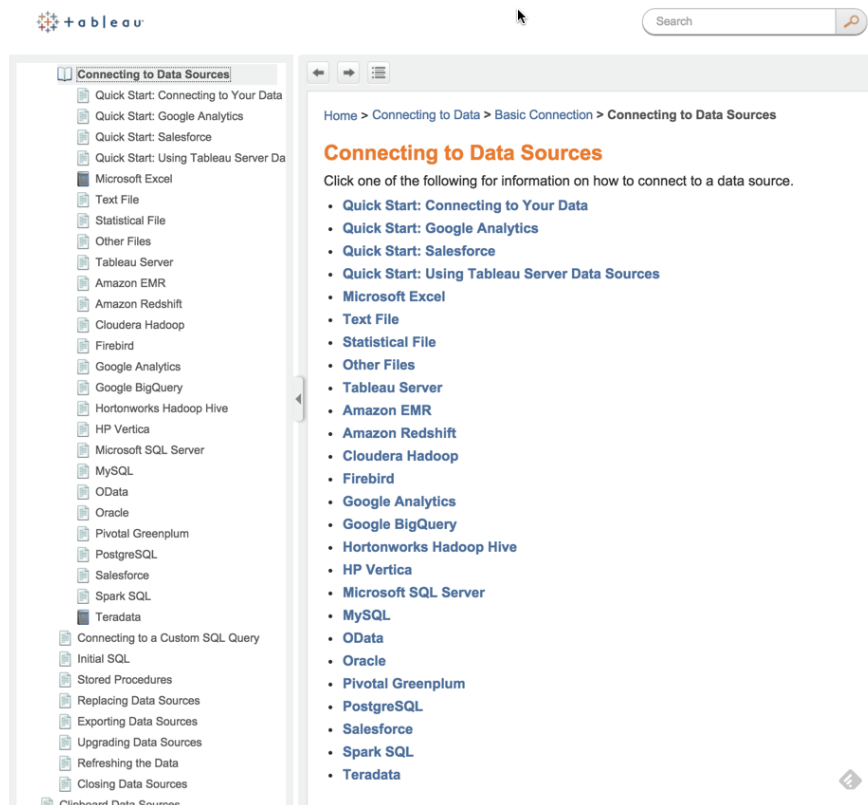 + a b l e a u
Search
Connecting to Data Sources
Quick Start: Connecting to Your Data
Quick Start: Google Analytics
Quick Start: Salesforce
Quick Start: Using Tableau Server Da
Microsoft Excel
Text File
Statistical File
Other Files
Tableau Server
Amazon EMR
Amazon Redshift
Cloudera Hadoop
Firebird
Google Analytics
Google BigQuery
Hortonworks Hadoop Hive
HP Vertica
Microsoft SQL Server
MySQL
OData
Oracle
Pivotal Greenplum
PostgreSQL
Salesforce
Spark SQL
Teradata
Connecting to a Custom SQL Query
Initial SQL
Stored Procedures
Replacing Data Sources
Exporting Data Sources
Upgrading Data Sources
Refreshing the Data
Closing Data Sources
Clipboard Data Sources
Home > Connecting to Data > Basic Connection > Connecting to Data Sources
Connecting to Data Sources
Click one of the following for information on how to connect to a data source.
• Quick Start: Connecting to Your Data
• Quick Start: Google Analytics
• Quick Start: Salesforce
• Quick Start: Using Tableau Server Data Sources
• Microsoft Excel
• Text File
• Statistical File
• Other Files
• Tableau Server
• Amazon EMR
• Amazon Redshift
• Cloudera Hadoop
• Firebird
• Google Analytics
• Google BigQuery
• Hortonworks Hadoop Hive
• HP Vertica
• Microsoft SQL Server
• MySQL
• OData
• Oracle
• Pivotal Greenplum
• PostgreSQL
• Salesforce
• Spark SQL
• Teradata